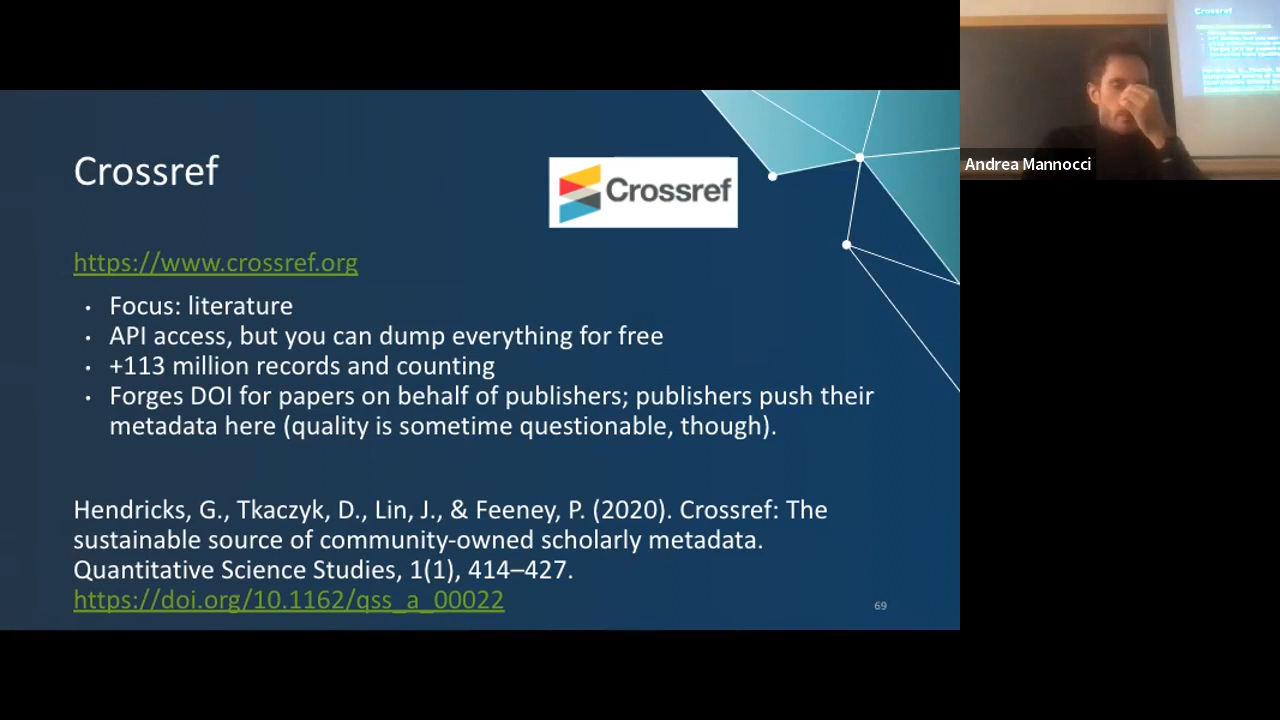 Crossref
Crossref
https://www.crossref.org
• Focus: literature
• API access, but you can dump everything for free
• +113 million records and counting
• Forges DOI for papers on behalf of publishers; publishers push their
metadata here (quality is sometime questionable, though).
Hendricks, G., Tkaczyk, D., Lin, J., & Feeney, P. (2020). Crossref: The
sustainable source of community-owned scholarly metadata.
Quantitative Science Studies, 1(1), 414–427.
https://doi.org/10.1162/qss_a_00022
69
Crossref
Andrea Mannocci